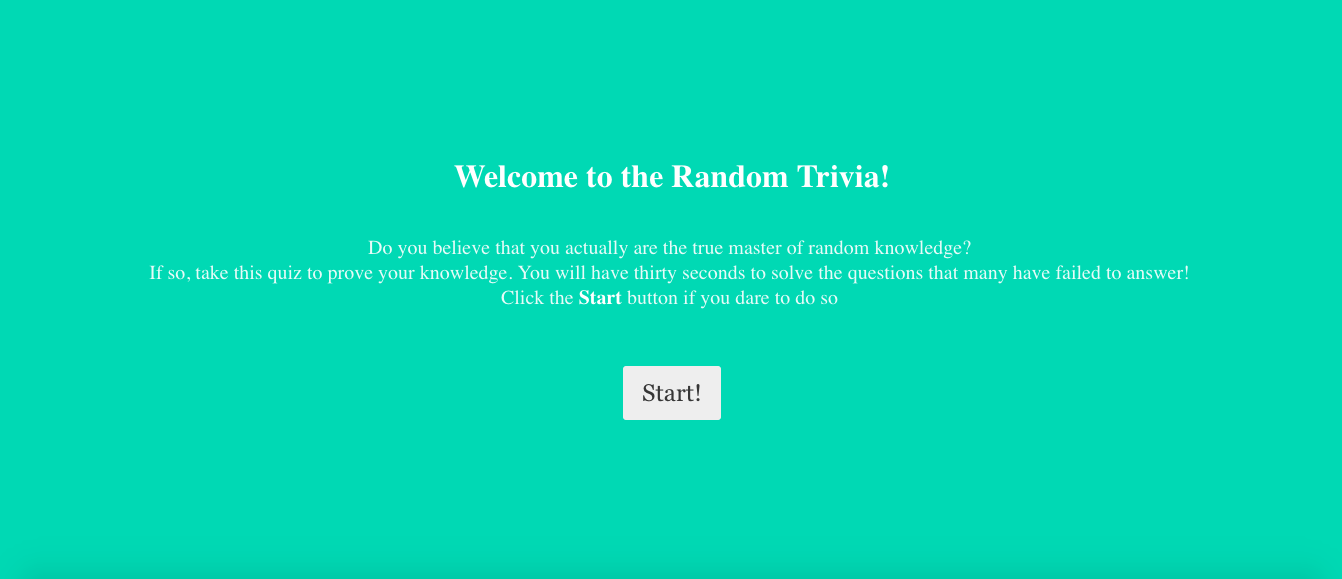 Welcome to the Random Trivia!
Do you believe that you actually are the true master of random knowledge?
If so, take this quiz to prove your knowledge. You will have thirty seconds to solve the questions that many have failed to answer!
Click the Start button if you dare to do so
Start!